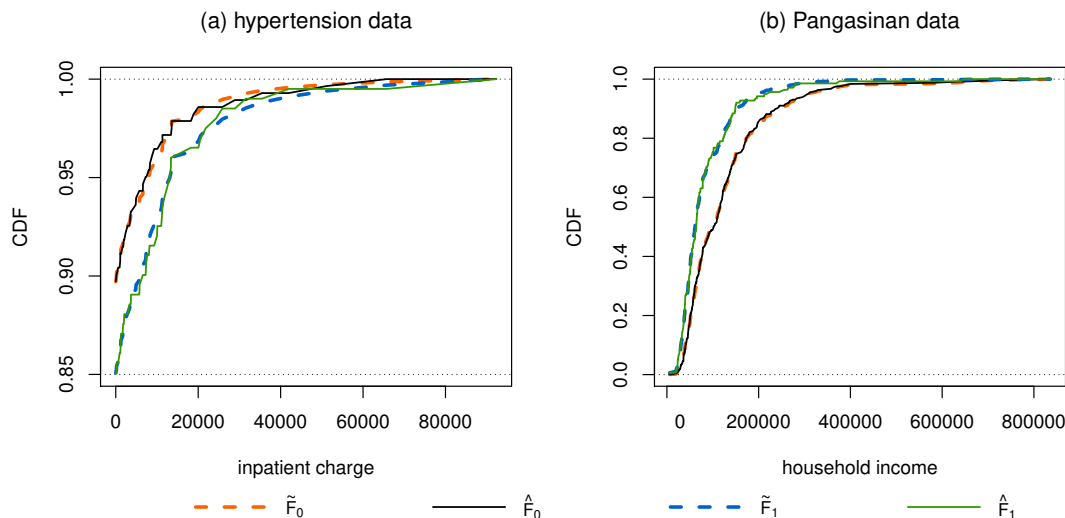 (a) hypertension data
CDF
1.00
0.95
0.90
0.85
0 20000 40000 60000 80000
inpatient charge
(b) Pangasinan data
CDF
1.0
0.8
0.6
0.4
0.2
0.0
0 200000 400000 600000 800000
household income
F̃₀ F̂₀ F̃₁ F̂₁